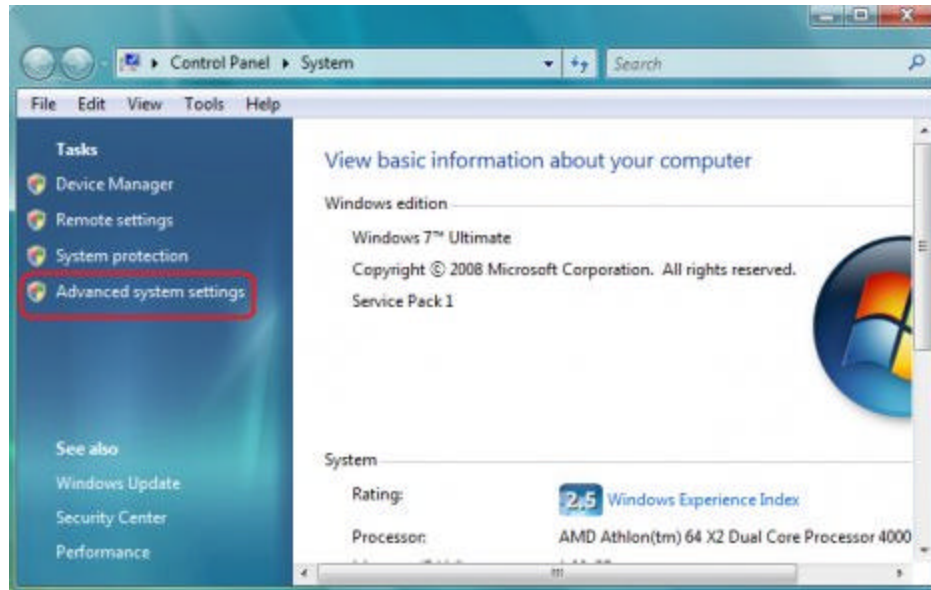 Control Panel ▸ System
Search
File Edit View Tools Help
Tasks
Device Manager
Remote settings
System protection
Advanced system settings
See also
Windows Update
Security Center
Performance
View basic information about your computer
Windows edition
Windows 7™ Ultimate
Copyright © 2008 Microsoft Corporation. All rights reserved.
Service Pack 1
System
Rating: 2,5 Windows Experience Index
Processor: AMD Athlon(tm) 64 X2 Dual Core Processor 4000